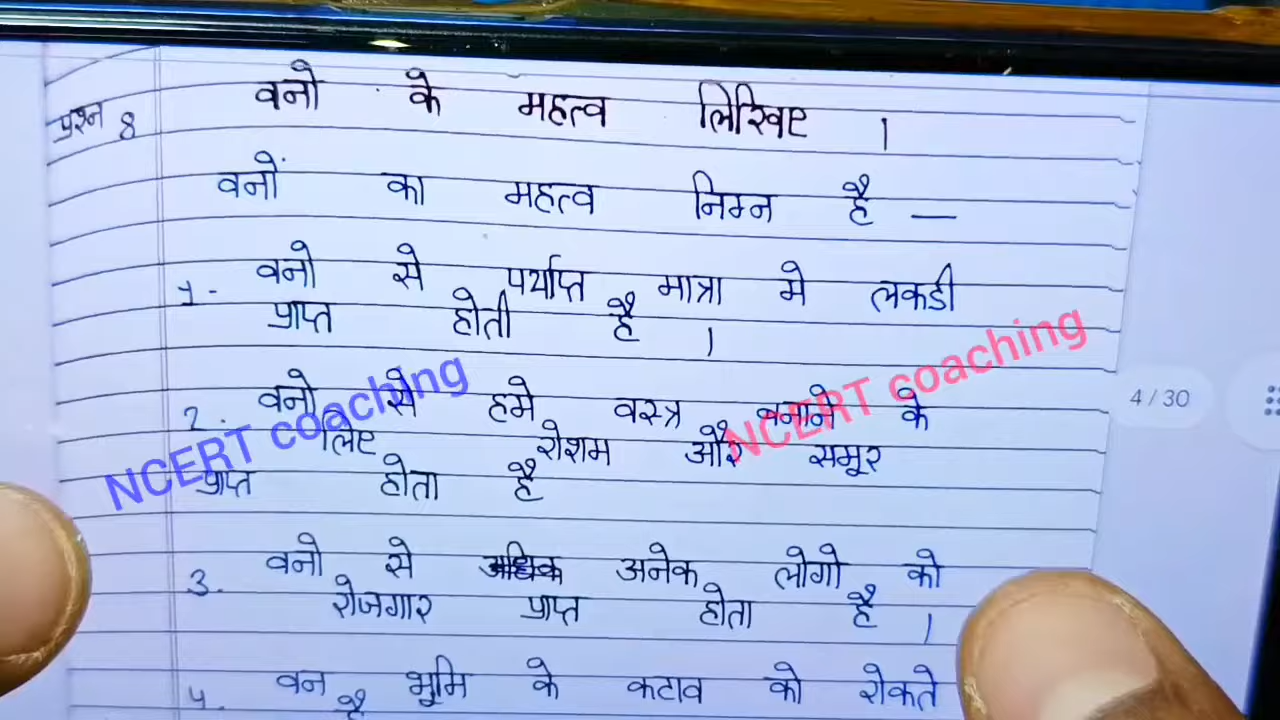 प्रश्न 8 वनो के महत्व लिखिए ।
वनों का महत्व निम्न है —
1- वनो से पर्याप्त मात्रा मे लकडी
प्राप्त होती है ।
2. वनो से हमे वस्त्र बनाने के
लिए रोशम और समूर
प्राप्त होता है
3. वनो से अधिक अनेक लोगो को
रोजगार प्राप्त होता है ।
4. वन भूमि के कटाव को रोकते
है
NCERT coaching
NCERT coaching
4 / 30